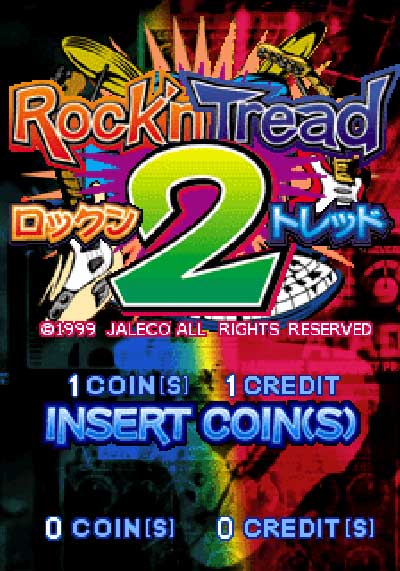 Rock'n Tread
2
ロックン トレッド
©1999 JALECO ALL RIGHTS RESERVED
1 COIN(S) 1 CREDIT
INSERT COIN(S)
0 COIN(S) 0 CREDIT(S)